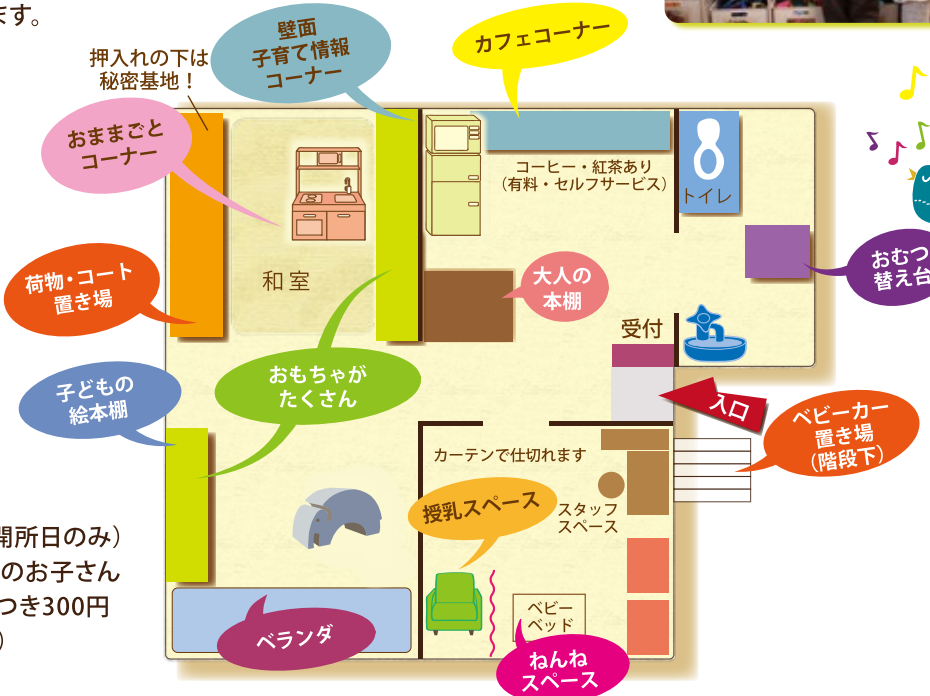 ます。
押入れの下は
秘密基地！
壁面
子育て情報
コーナー
カフェコーナー
おままごと
コーナー
コーヒー・紅茶あり
（有料・セルフサービス）
トイレ
荷物・コート
置き場
和室
大人の
本棚
おむつ
替え台
受付
子どもの
絵本棚
おもちゃが
たくさん
入口
ベビーカー
置き場
（階段下）
カーテンで仕切れます
授乳スペース
スタッフ
スペース
開所日のみ）
のお子さん
つき300円
）
ベランダ
ベビー
ベッド
ねんね
スペース